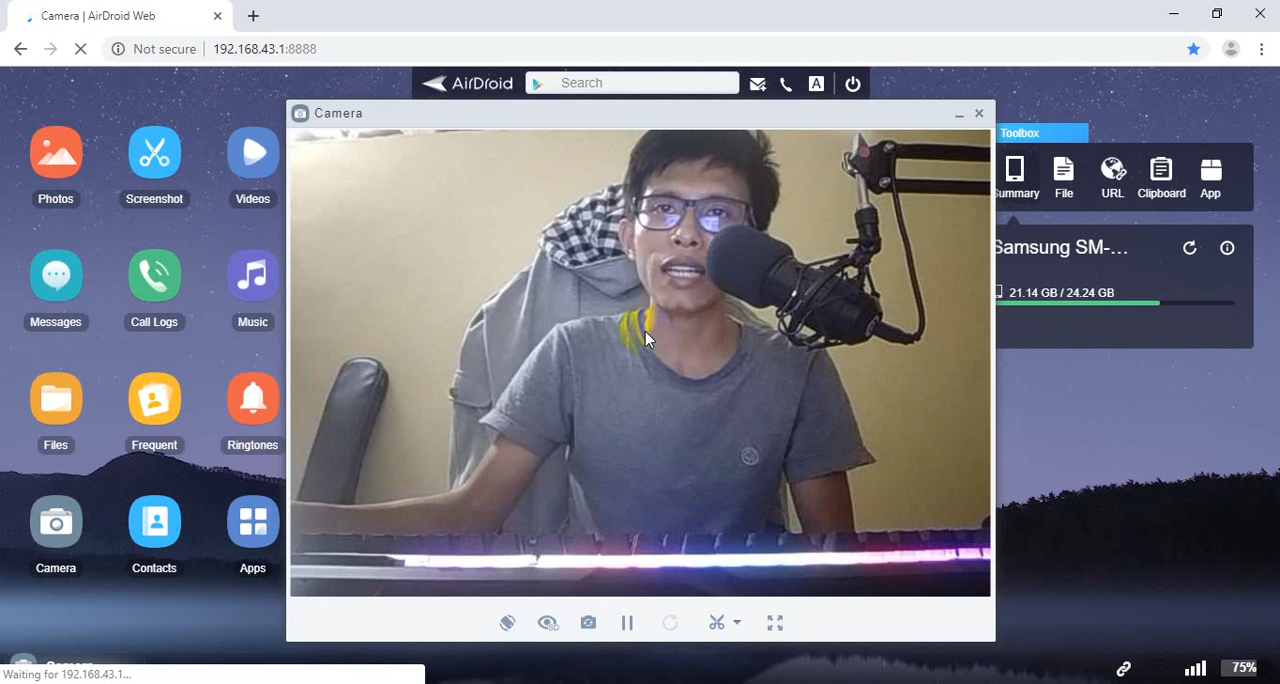 Camera | AirDroid Web
Not secure
192.168.43.1:8888
AirDroid
Search
A
Camera
Toolbox
Photos
Screenshot
Videos
Summary
File
URL
Clipboard
App
Samsung SM-...
21.14 GB / 24.24 GB
Messages
Call Logs
Music
Files
Frequent
Ringtones
Camera
Contacts
Apps
SD
Waiting for 192.168.43.1...
75%